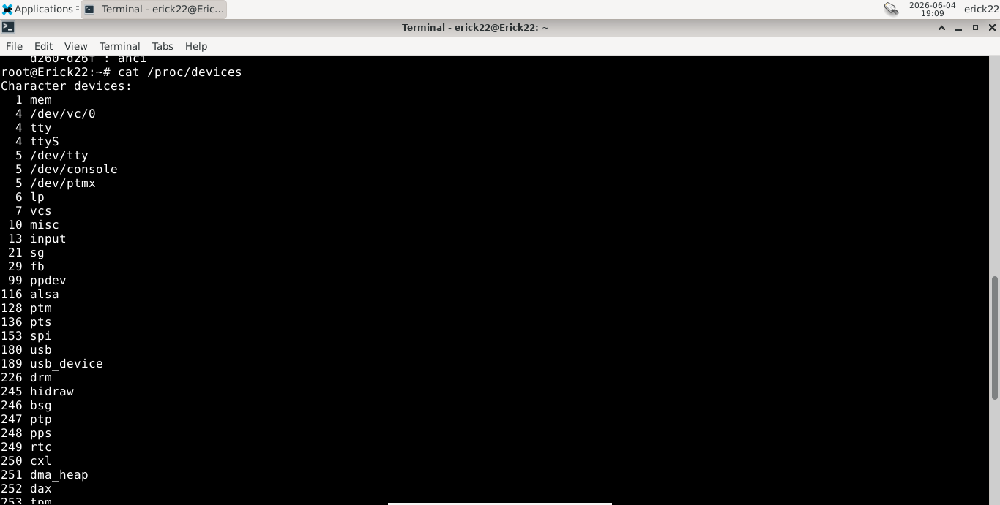 Applications
Terminal - erick22@Eric...
2026-06-04
19:09
erick22
Terminal - erick22@Erick22: ~
File Edit View Terminal Tabs Help
d260-d26f : ahci
root@Erick22:~# cat /proc/devices
Character devices:
  1 mem
  4 /dev/vc/0
  4 tty
  4 ttyS
  5 /dev/tty
  5 /dev/console
  5 /dev/ptmx
  6 lp
  7 vcs
 10 misc
 13 input
 21 sg
 29 fb
 99 ppdev
116 alsa
128 ptm
136 pts
153 spi
180 usb
189 usb_device
226 drm
245 hidraw
246 bsg
247 ptp
248 pps
249 rtc
250 cxl
251 dma_heap
252 dax
253 tpm